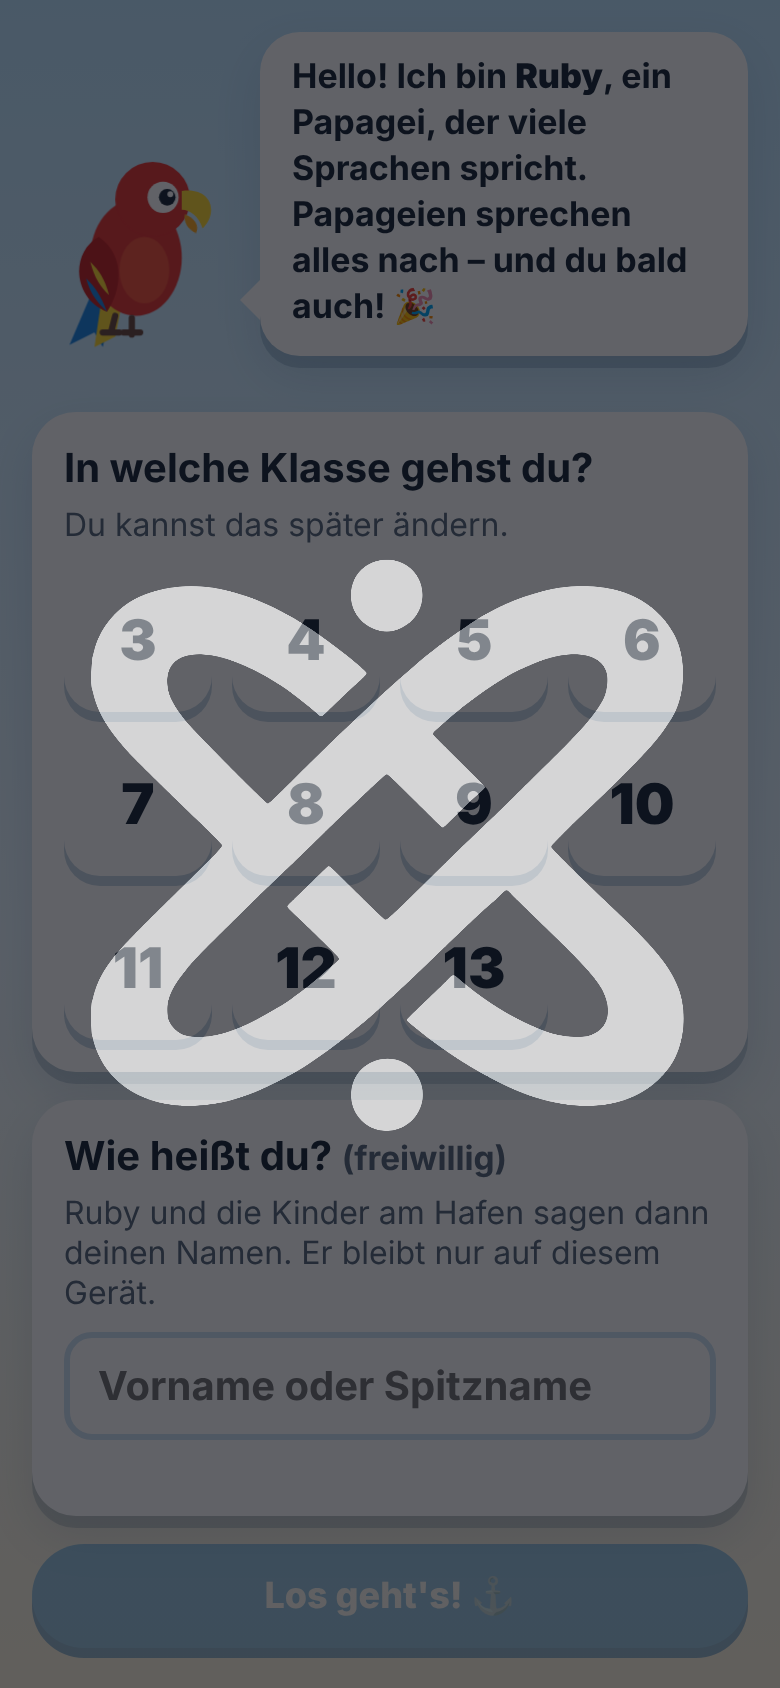 Hello! Ich bin Ruby, ein
Papagei, der viele
Sprachen spricht.
Papageien sprechen
alles nach – und du bald
auch! 🎉
In welche Klasse gehst du?
Du kannst das später ändern.
3 4 5 6
7 8 9 10
11 12 13
Wie heißt du? (freiwillig)
Ruby und die Kinder am Hafen sagen dann
deinen Namen. Er bleibt nur auf diesem
Gerät.
Vorname oder Spitzname
Los geht's! ⚓